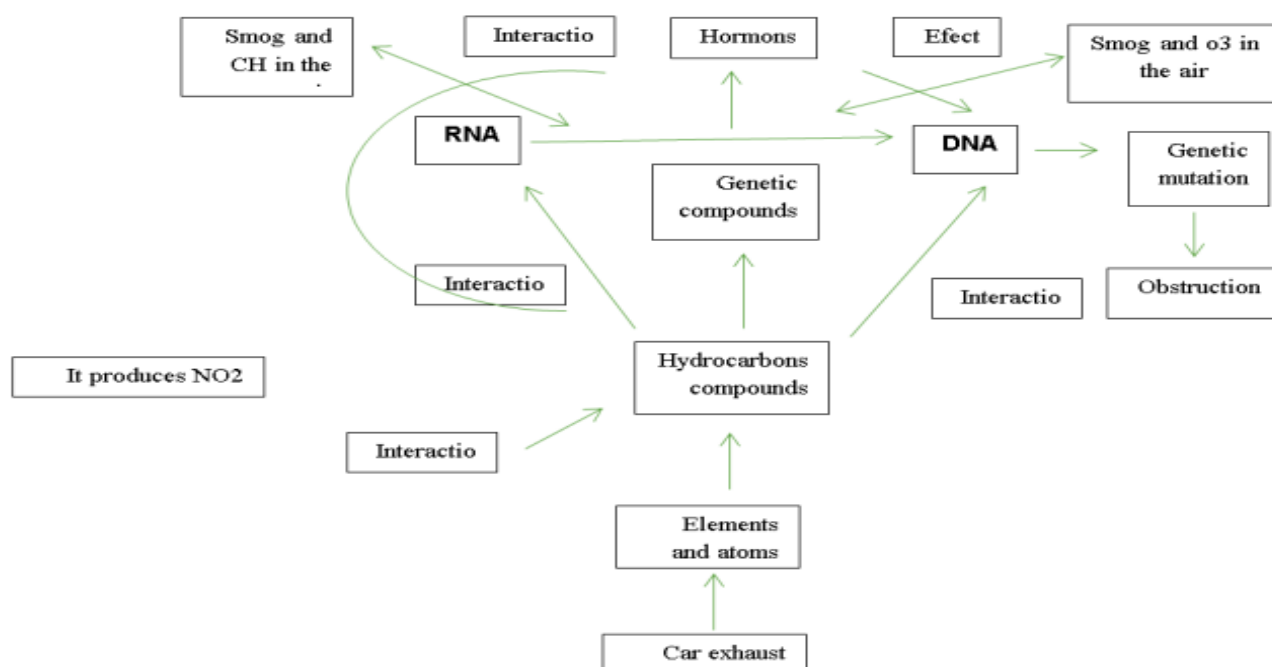 Smog and
CH in the
.
Interactio
Hormons
Efect
Smog and o3 in
the air
RNA
DNA
Genetic
mutation
Genetic
compounds
Interactio
Interactio
Obstruction
It produces NO2
Hydrocarbons
compounds
Interactio
Elements
and atoms
Car exhaust